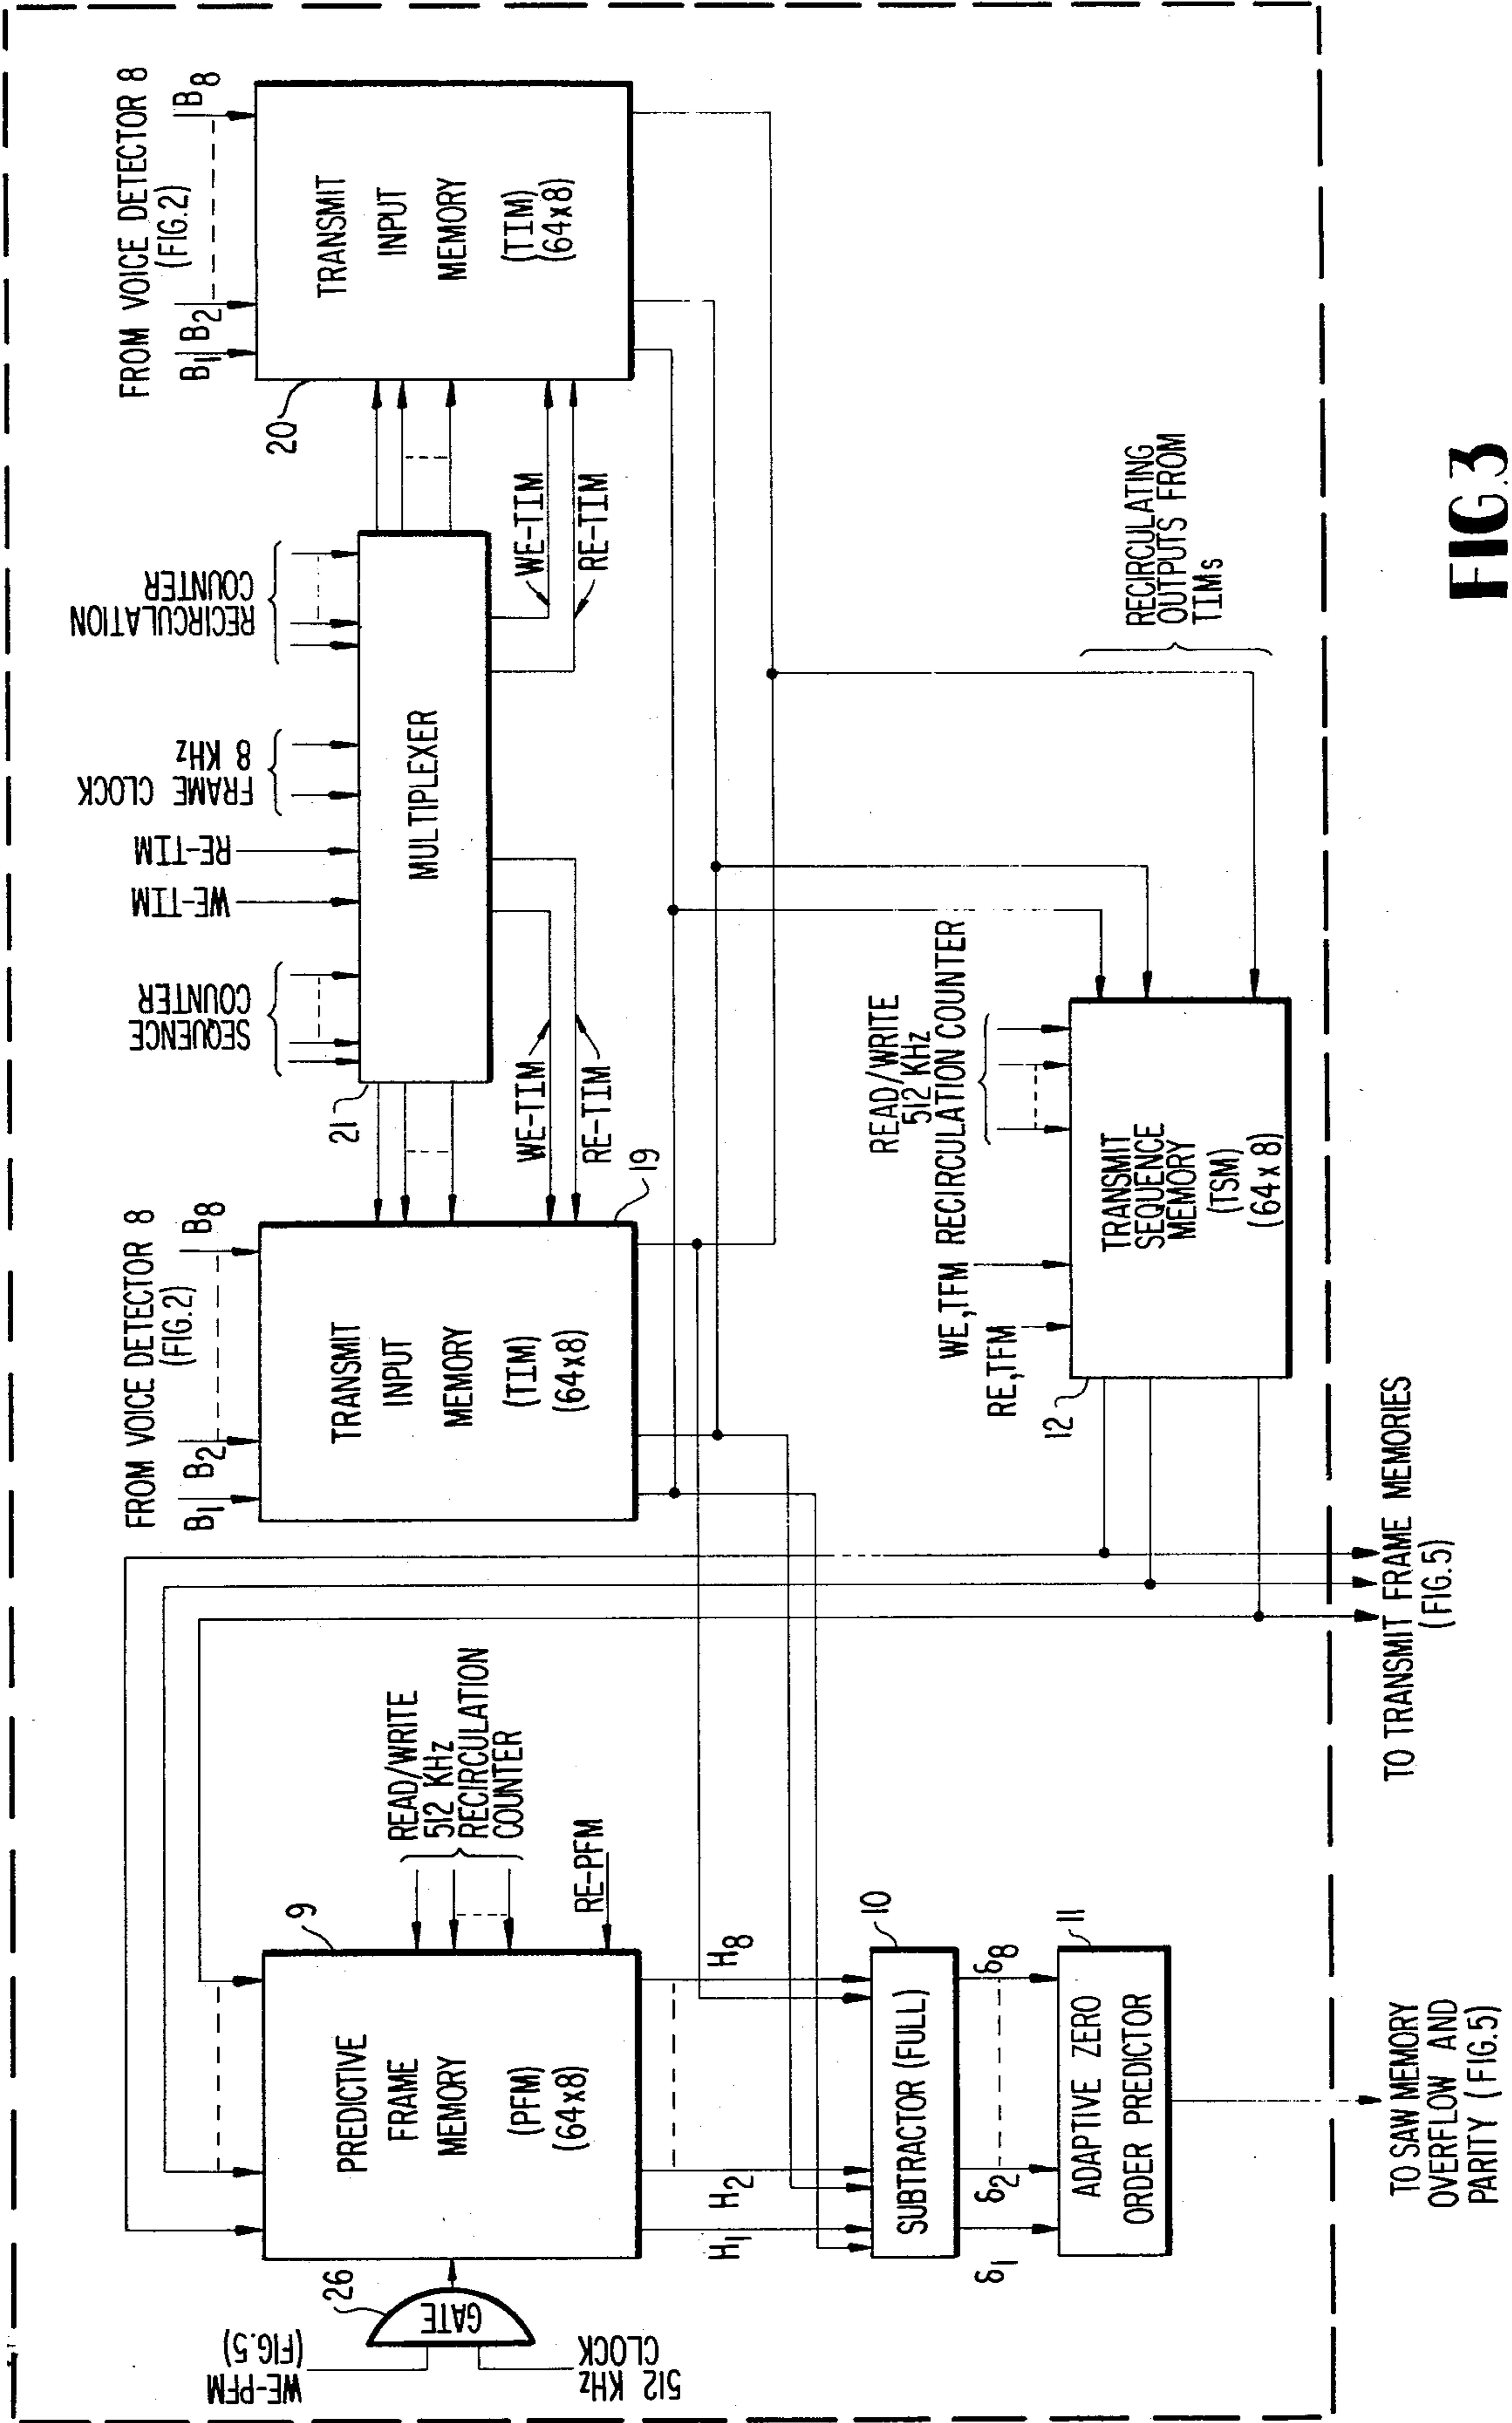 WE-PFM
(FIG.5)
512 KHz
CLOCK
GATE
26
PREDICTIVE
FRAME
MEMORY
(PFM)
(64x8)
9
READ/WRITE
512 KHz
RECIRCULATION
COUNTER
RE-PFM
H1
H2
H8
SUBTRACTOR (FULL)
10
δ1
δ2
δ8
ADAPTIVE ZERO
ORDER PREDICTOR
11
TO SAW MEMORY
OVERFLOW AND
PARITY (FIG.5)
FROM VOICE DETECTOR 8
(FIG.2)
B1 B2
B8
TRANSMIT
INPUT
MEMORY
(TIM)
(64x8)
19
SEQUENCE
COUNTER
WE-TIM
RE-TIM
FRAME CLOCK
8 KHz
RECIRCULATION
COUNTER
MULTIPLEXER
21
WE-TIM
RE-TIM
WE-TIM
RE-TIM
FROM VOICE DETECTOR 8
(FIG.2)
B1 B2
B8
TRANSMIT
INPUT
MEMORY
(TIM)
(64x8)
20
READ/WRITE
512 KHz
RECIRCULATION COUNTER
WE,TFM
RE,TFM
TRANSMIT
SEQUENCE
MEMORY
(TSM)
(64x8)
12
RECIRCULATING
OUTPUTS FROM
TIMs
TO TRANSMIT FRAME MEMORIES
(FIG.5)
FIG.3